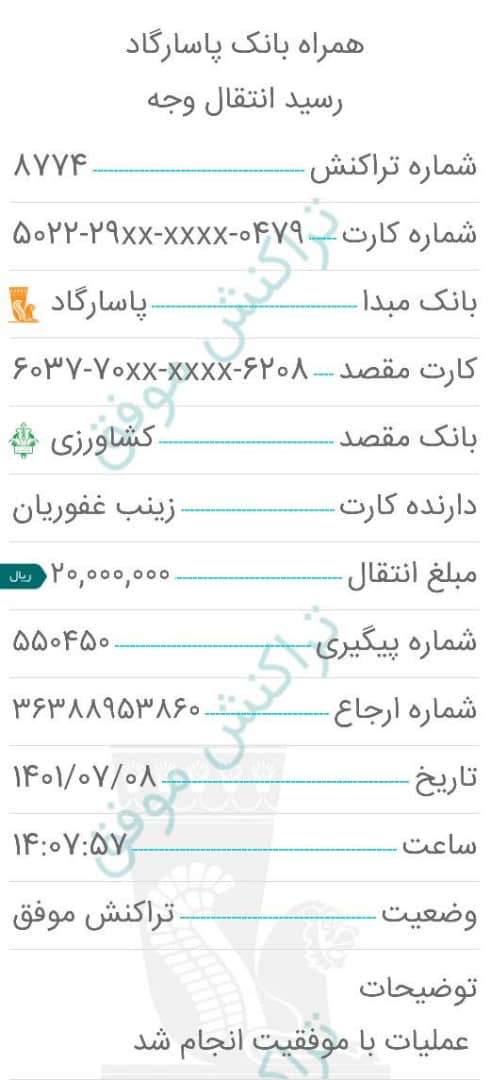 همراه بانک پاسارگاد
رسید انتقال وجه
شماره تراکنش ۸۷۷۴
شماره کارت ۵۰۲۲-۲۹xx-xxxx-۰۴۷۹
بانک مبدا پاسارگاد
کارت مقصد ۶۰۳۷-۷۰xx-xxxx-۶۲۰۸
بانک مقصد کشاورزی
دارنده کارت زینب غفوریان
مبلغ انتقال ۲۰,۰۰۰,۰۰۰ ریال
شماره پیگیری ۵۵۰۴۵۰
شماره ارجاع ۳۶۳۸۸۹۵۳۸۶۰
تاریخ ۱۴۰۱/۰۷/۰۸
ساعت ۱۴:۰۷:۵۷
وضعیت تراکنش موفق
توضیحات
عملیات با موفقیت انجام شد
تراکنش موفق
تراکنش موفق